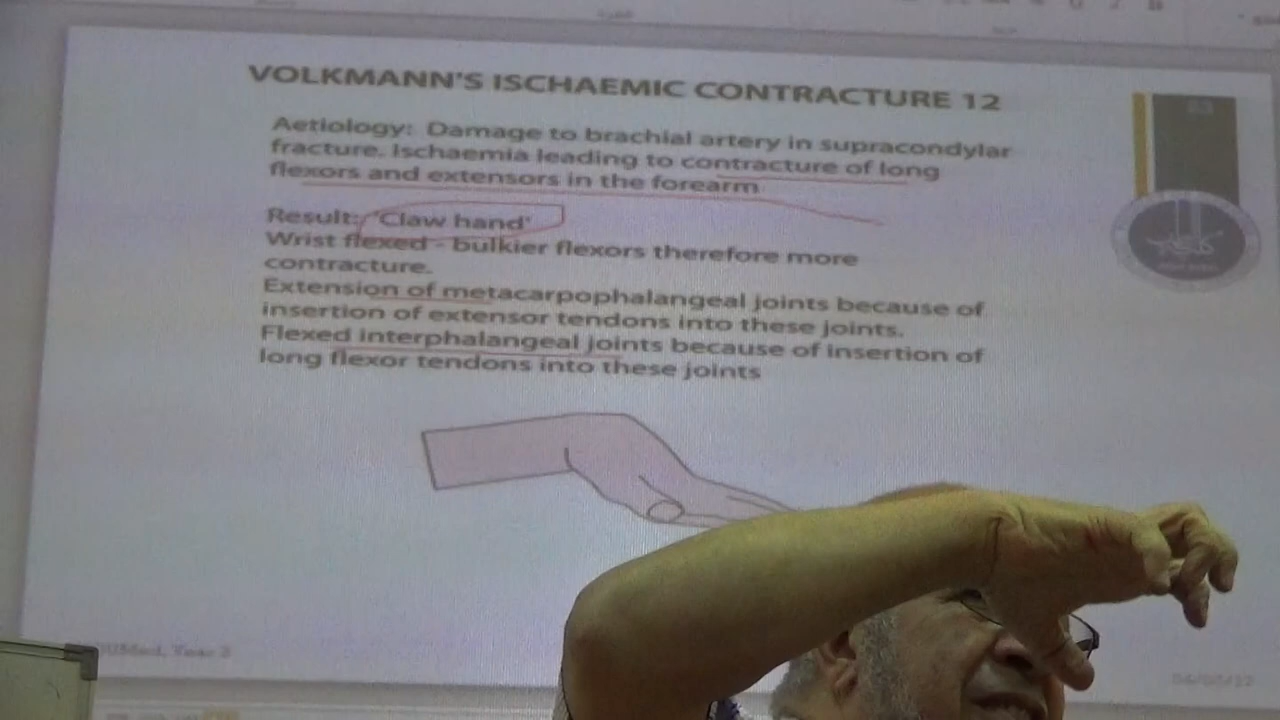 VOLKMANN'S ISCHAEMIC CONTRACTURE 12
Aetiology: Damage to brachial artery in supracondylar
fracture. Ischaemia leading to contracture of long
flexors and extensors in the forearm
Result: 'Claw hand'
Wrist flexed - bulkier flexors therefore more
contracture.
Extension of metacarpophalangeal joints because of
insertion of extensor tendons into these joints.
Flexed interphalangeal joints because of insertion of
long flexor tendons into these joints
Year 3